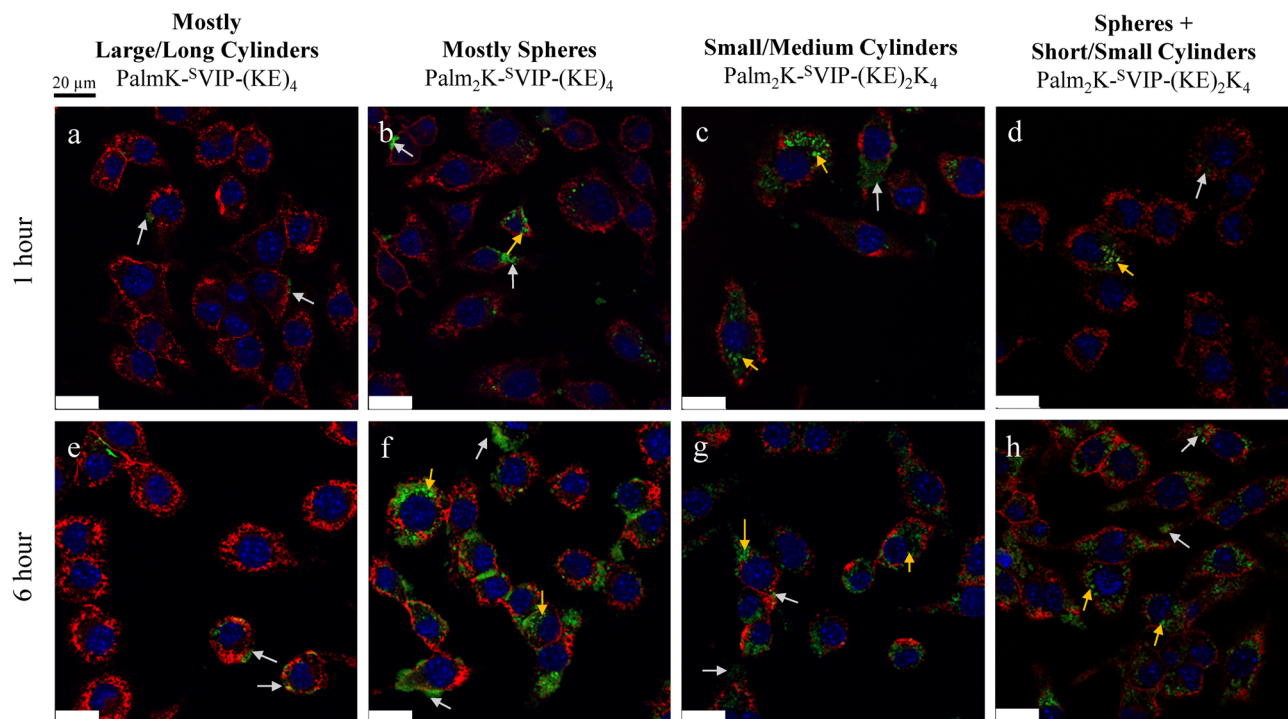 Mostly
Large/Long Cylinders
PalmK-ˢVIP-(KE)₄
Mostly Spheres
Palm₂K-ˢVIP-(KE)₄
Small/Medium Cylinders
Palm₂K-ˢVIP-(KE)₂K₄
Spheres +
Short/Small Cylinders
Palm₂K-ˢVIP-(KE)₂K₄
20 µm
1 hour
a
b
c
d
6 hour
e
f
g
h